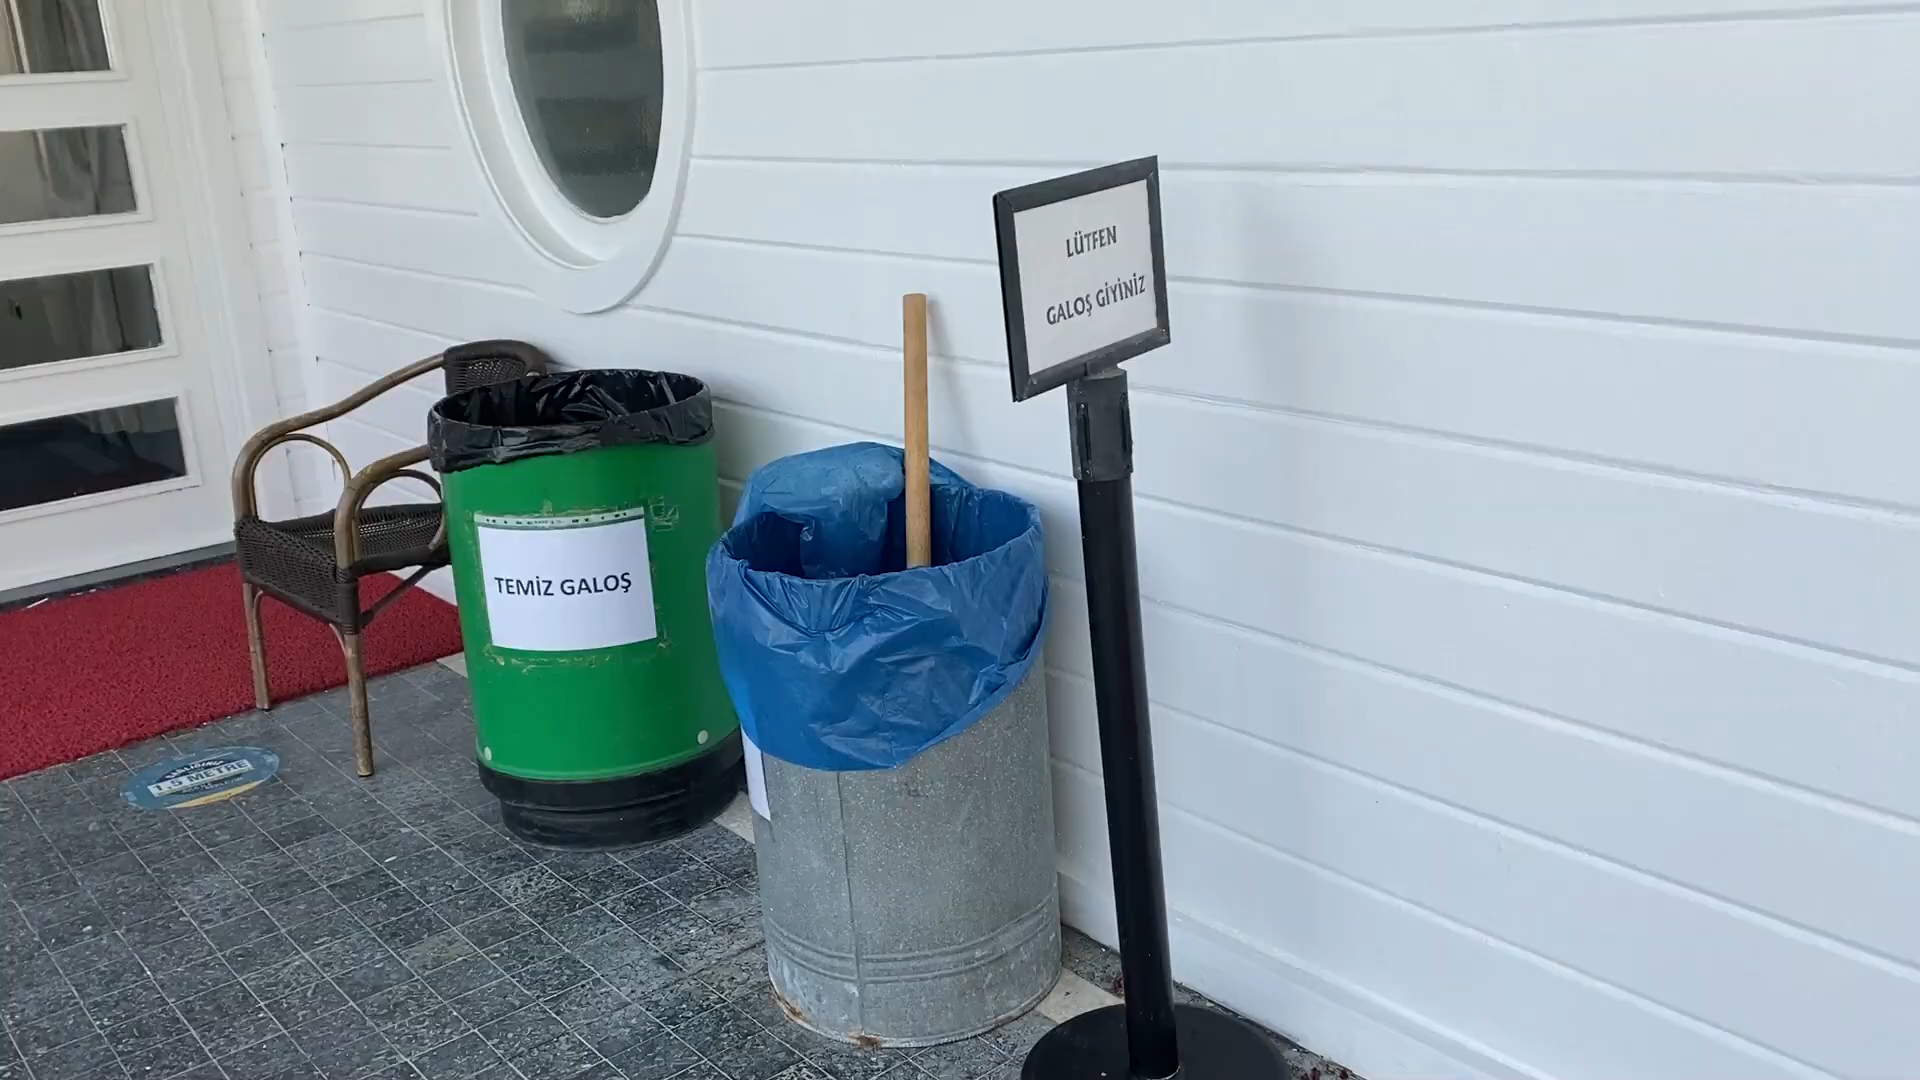 LÜTFEN
GALOŞ GİYİNİZ
TEMİZ GALOŞ
1.5 METRE